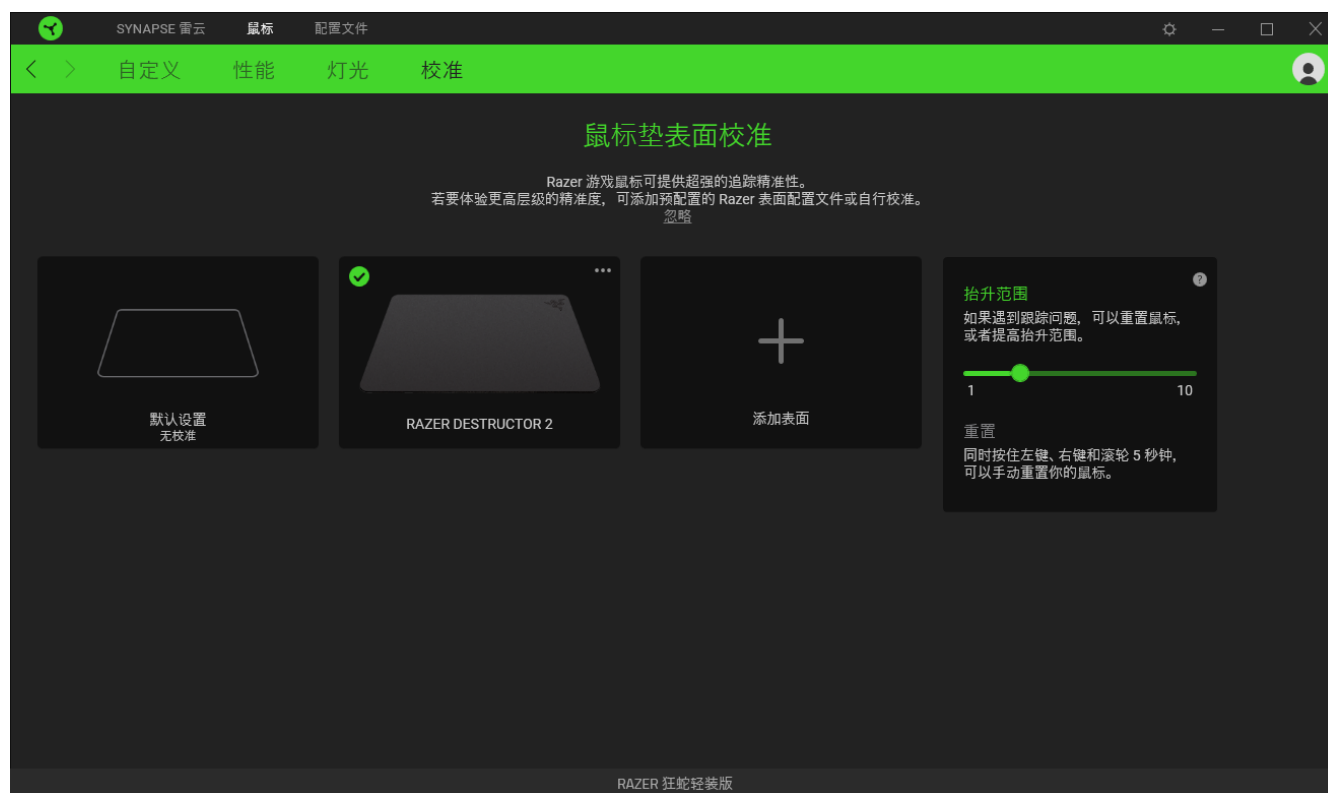 SYNAPSE 雷云 鼠标 配置文件
自定义 性能 灯光 校准
鼠标垫表面校准
Razer 游戏鼠标可提供超强的追踪精准性。
若要体验更高层级的精准度，可添加预配置的 Razer 表面配置文件或自行校准。
忽略
默认设置
无校准
RAZER DESTRUCTOR 2
添加表面
抬升范围
如果遇到跟踪问题，可以重置鼠标，
或者提高抬升范围。
1 10
重置
同时按住左键、右键和滚轮 5 秒钟，
可以手动重置你的鼠标。
RAZER 狂蛇轻装版